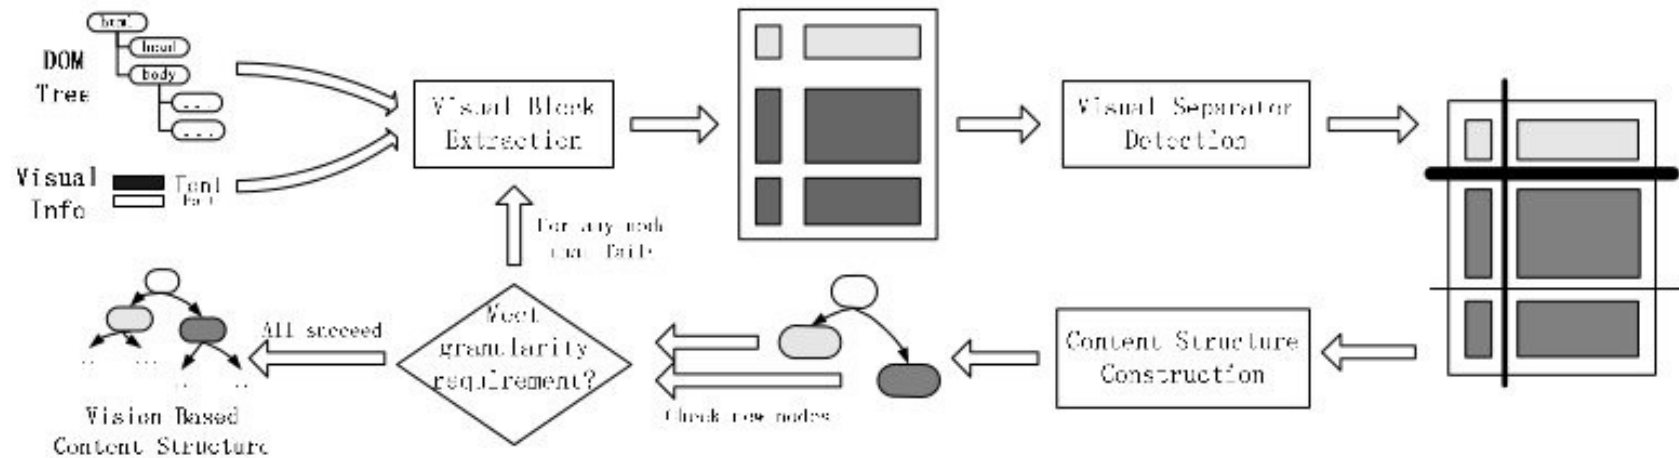 html
head
body
...
...
DOM
Tree
Visual
Info
Font
Visual Block
Extraction
Visual Separator
Detection
For any node
that fails
Meet
granularity
requirement?
All succeed
Check new nodes
Content Structure
Construction
Vision Based
Content Structure